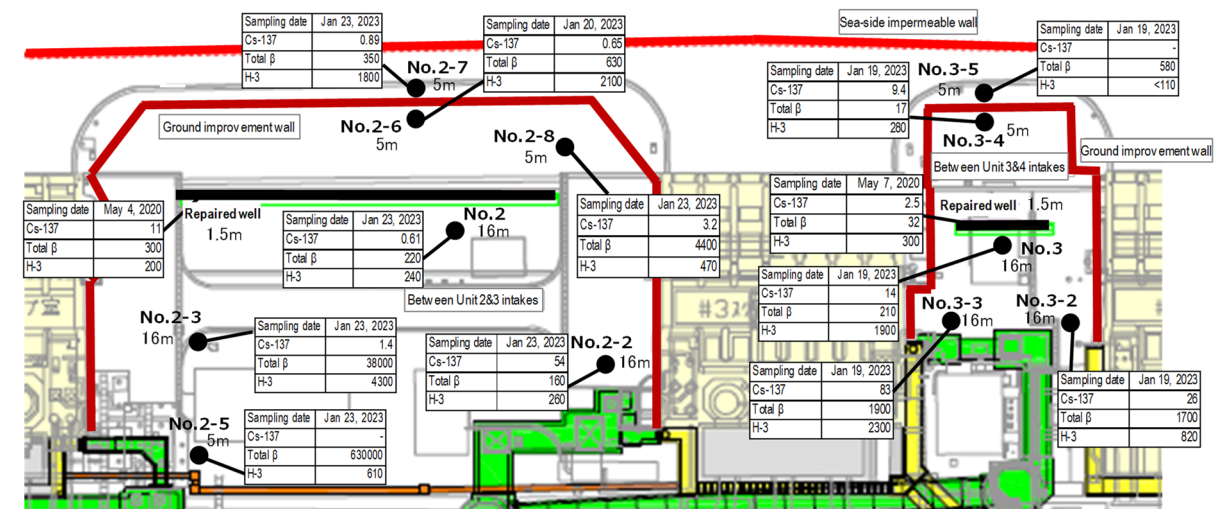 Sampling date Jan 23, 2023
Cs-137 0.89
Total β 350
H-3 1800
Sampling date Jan 20, 2023
Cs-137 0.65
Total β 630
H-3 2100
Sea-side impermeable wall
Sampling date Jan 19, 2023
Cs-137 -
Total β 580
H-3 <110
No.2-7
5m
No.2-6
5m
Ground improvement wall
No.2-8
5m
Sampling date Jan 19, 2023
Cs-137 9.4
Total β 17
H-3 280
No.3-5
5m
5m
No.3-4
Ground improvement wall
Between Unit 3&4 intakes
Sampling date May 4, 2020
Cs-137 11
Total β 300
H-3 200
Repaired well
1.5m
Sampling date Jan 23, 2023
Cs-137 0.61
Total β 220
H-3 240
No.2
16m
Sampling date Jan 23, 2023
Cs-137 3.2
Total β 4400
H-3 470
Sampling date May 7, 2020
Cs-137 2.5
Total β 32
H-3 300
Repaired well 1.5m
No.3
16m
Between Unit 2&3 intakes
Sampling date Jan 19, 2023
Cs-137 14
Total β 210
H-3 1900
プ室
#3スク
No.2-3
16m
Sampling date Jan 23, 2023
Cs-137 1.4
Total β 38000
H-3 4300
Sampling date Jan 23, 2023
Cs-137 54
Total β 160
H-3 260
No.2-2
16m
No.3-3
16m
No.3-2
16m
Sampling date Jan 19, 2023
Cs-137 83
Total β 1900
H-3 2300
Sampling date Jan 19, 2023
Cs-137 26
Total β 1700
H-3 820
No.2-5
5m
Sampling date Jan 23, 2023
Cs-137 -
Total β 630000
H-3 610